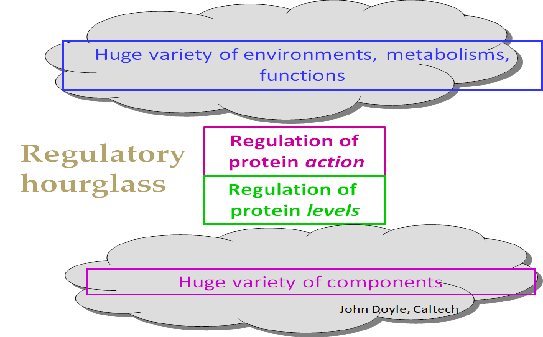 Huge variety of environments, metabolisms,
functions
Regulatory
hourglass
Regulation of
protein action
Regulation of
protein levels
Huge variety of components
John Doyle, Caltech